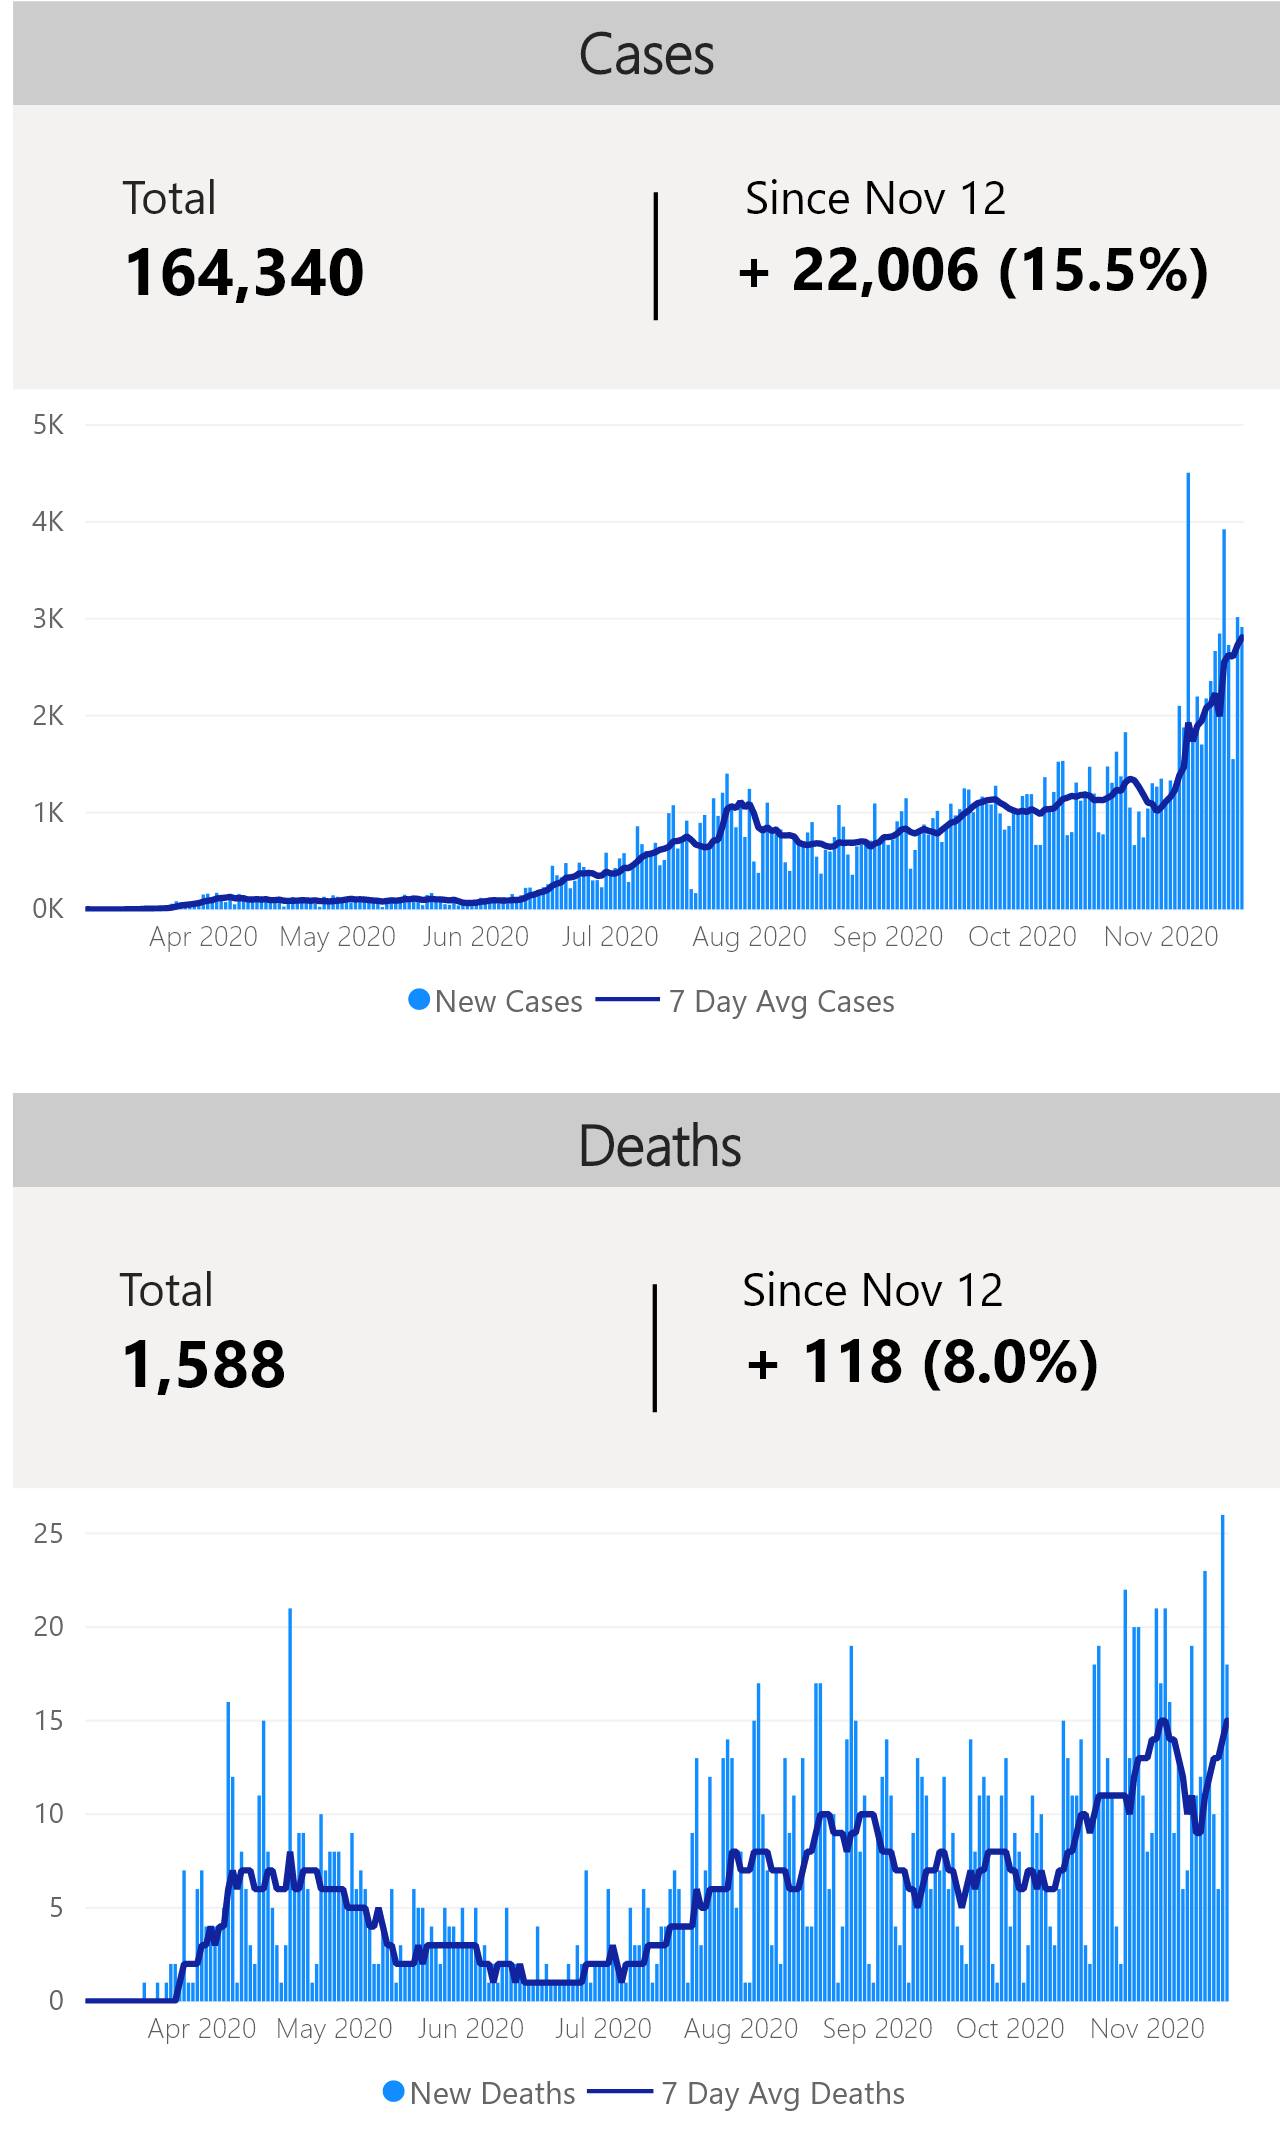 Cases
Total
164,340
Since Nov 12
+ 22,006 (15.5%)
5K
4K
3K
2K
1K
0K
Apr 2020 May 2020 Jun 2020 Jul 2020 Aug 2020 Sep 2020 Oct 2020 Nov 2020
New Cases 7 Day Avg Cases
Deaths
Total
1,588
Since Nov 12
+ 118 (8.0%)
25
20
15
10
5
0
Apr 2020 May 2020 Jun 2020 Jul 2020 Aug 2020 Sep 2020 Oct 2020 Nov 2020
New Deaths 7 Day Avg Deaths